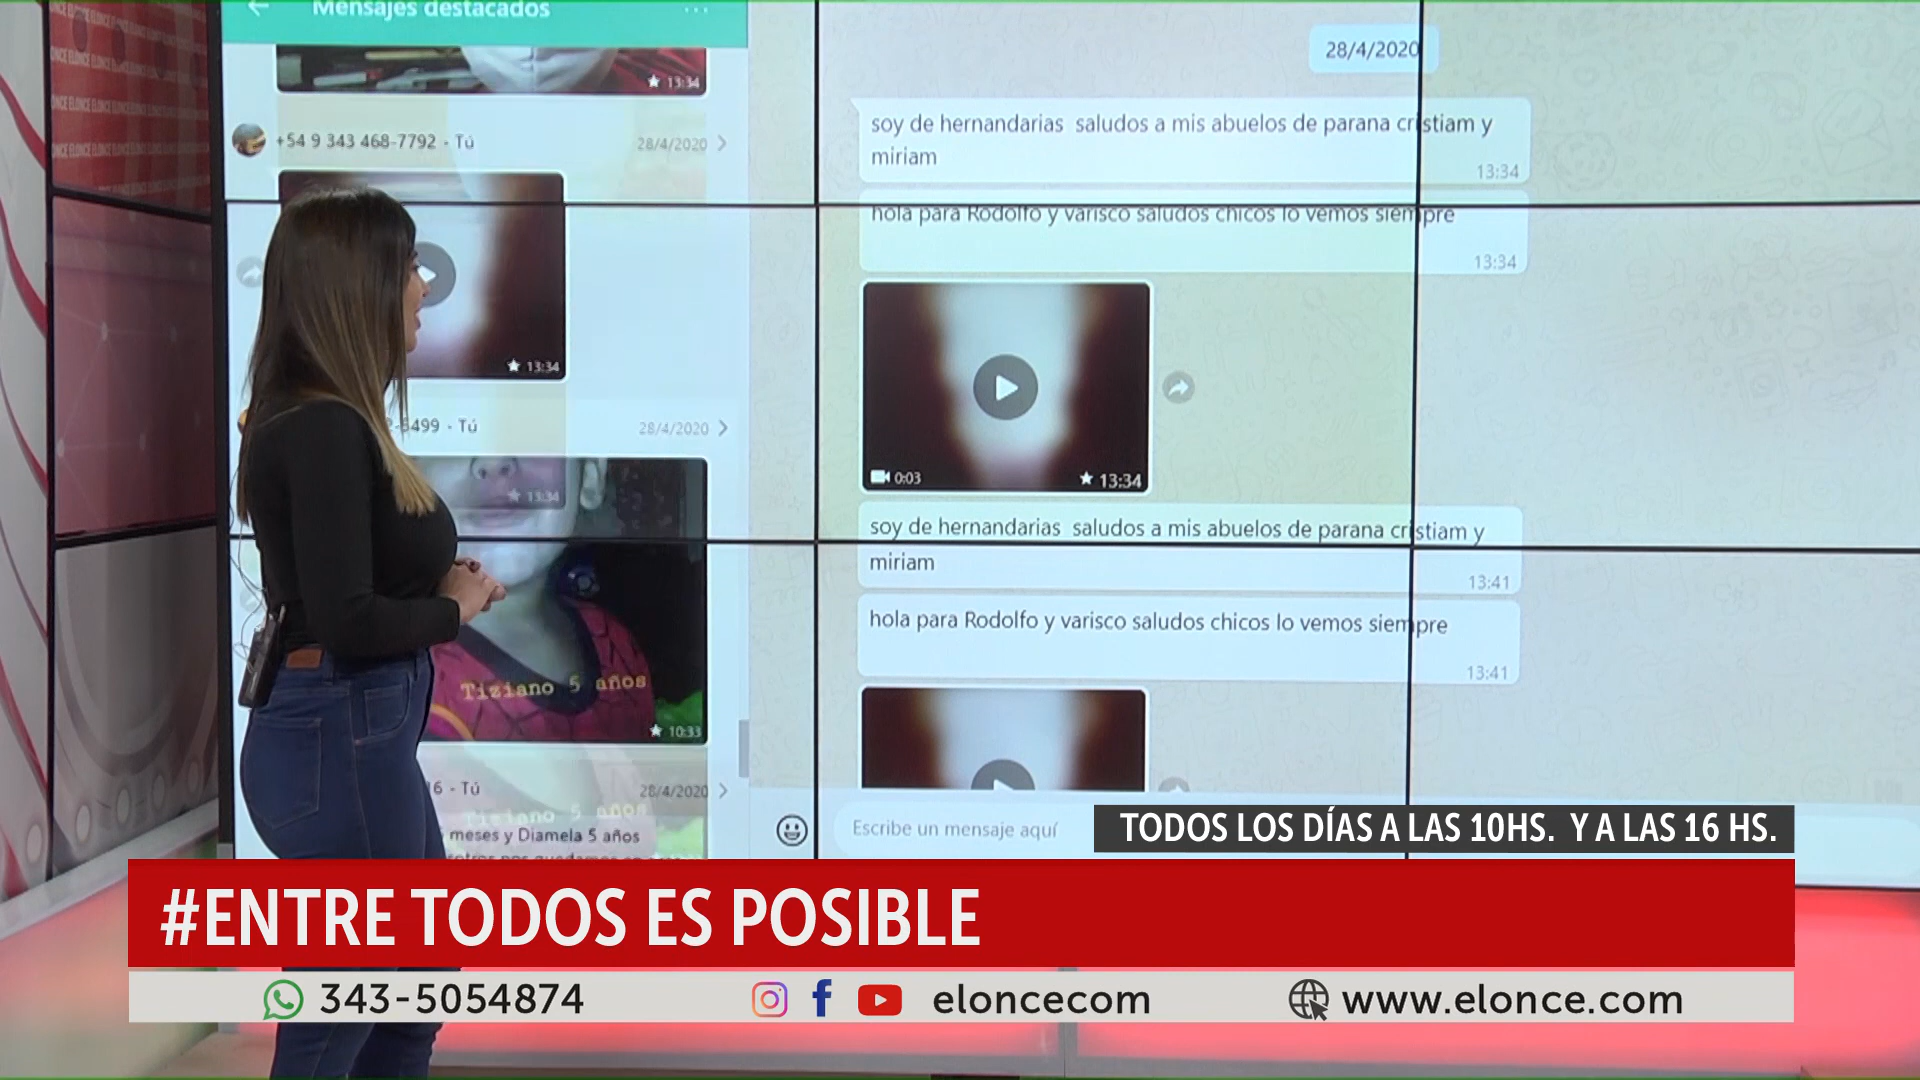 Mensajes destacados
13:34
+54 9 343 468-7792 - Tú
28/4/2020
13:34
-5499 - Tú
28/4/2020
13:34
Tiziano 5 años
10:33
6 - Tú
28/4/2020
Tiziano 5 años
meses y Diamela 5 años
28/4/2020
soy de hernandarias saludos a mis abuelos de parana cristiam y
miriam
13:34
hola para Rodolfo y varisco saludos chicos lo vemos siempre
13:34
0:03
13:34
soy de hernandarias saludos a mis abuelos de parana cristiam y
miriam
13:41
hola para Rodolfo y varisco saludos chicos lo vemos siempre
13:41
Escribe un mensaje aquí
TODOS LOS DÍAS A LAS 10HS. Y A LAS 16 HS.
#ENTRE TODOS ES POSIBLE
343-5054874
eloncecom
www.elonce.com